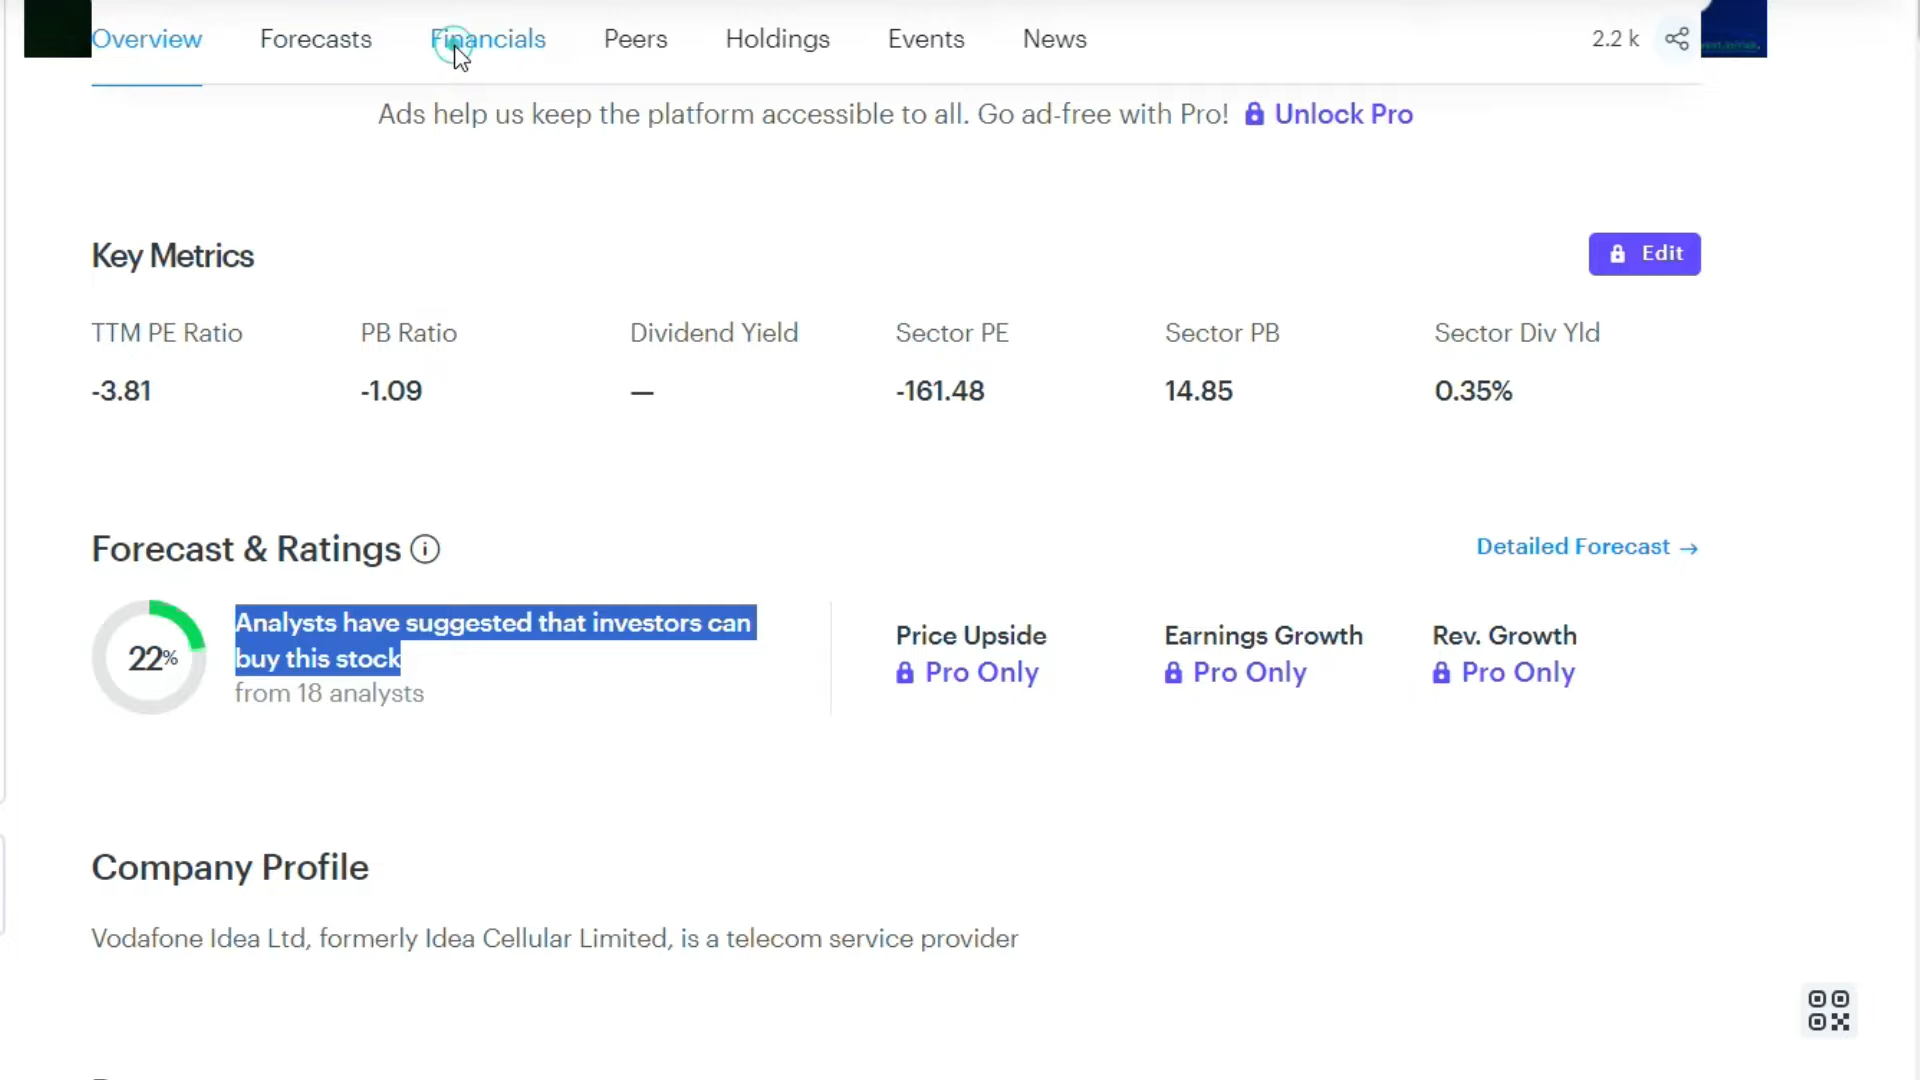 Overview Forecasts Financials Peers Holdings Events News 2.2 k
Ads help us keep the platform accessible to all. Go ad-free with Pro! Unlock Pro
Key Metrics
Edit
TTM PE Ratio PB Ratio Dividend Yield Sector PE Sector PB Sector Div Yld
-3.81 -1.09 — -161.48 14.85 0.35%
Forecast & Ratings
Detailed Forecast →
22%
Analysts have suggested that investors can
buy this stock
from 18 analysts
Price Upside Earnings Growth Rev. Growth
Pro Only Pro Only Pro Only
Company Profile
Vodafone Idea Ltd, formerly Idea Cellular Limited, is a telecom service provider